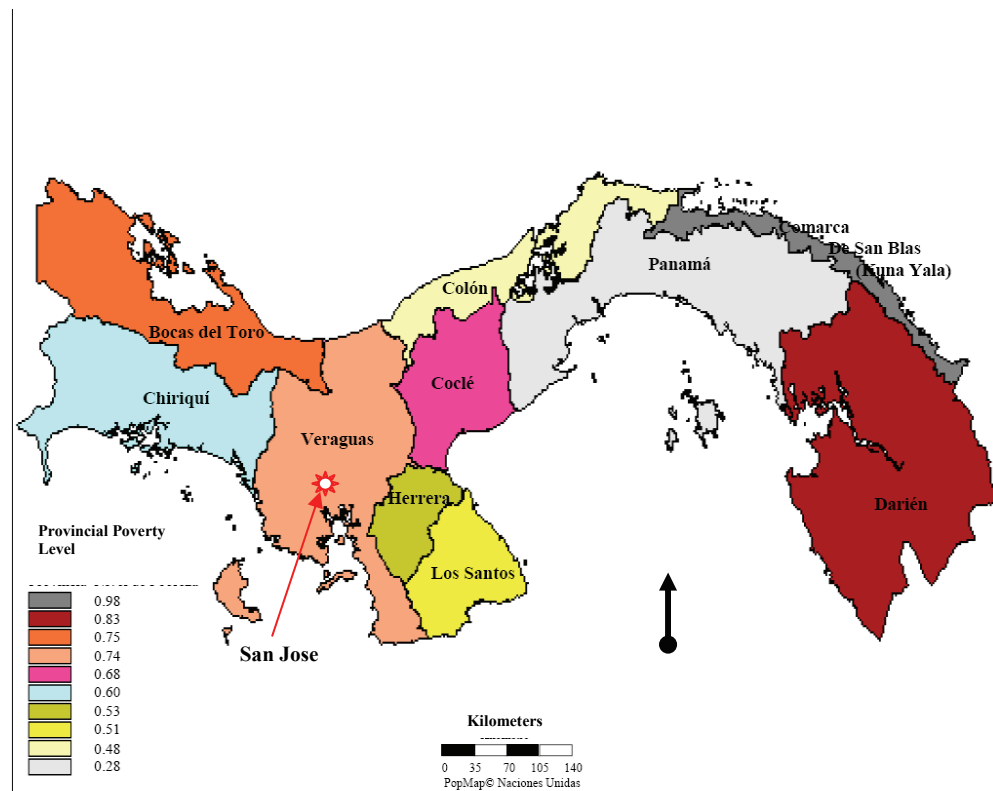 Comarca
De San Blas
(Kuna Yala)
Panamá
Colón
Bocas del Toro
Coclé
Chiriquí
Veraguas
Herrera
Darién
Los Santos
San Jose
Provincial Poverty
Level
0.98
0.83
0.75
0.74
0.68
0.60
0.53
0.51
0.48
0.28
Kilometers
0 35 70 105 140
PopMap© Naciones Unidas